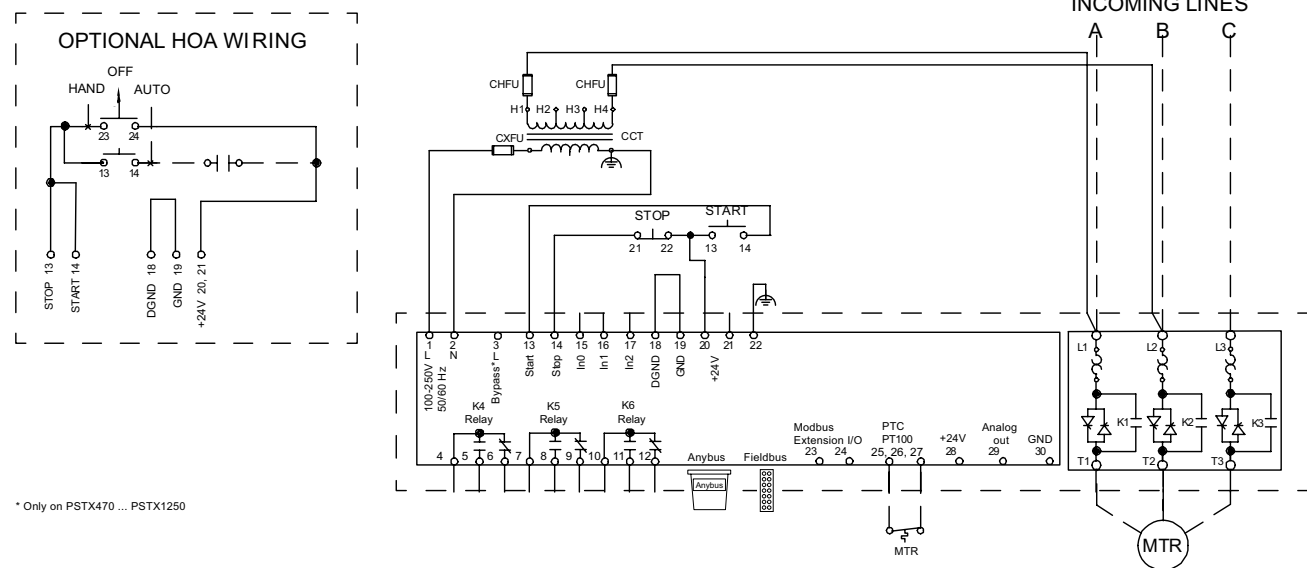 OPTIONAL HOA WIRING
OFF
HAND
AUTO
23 24
13 14
STOP 13
START 14
DGND 18
GND 19
+24V 20, 21
* Only on PSTX470 ... PSTX1250
INCOMING LINES
A B C
CHFU CHFU
H1 H2 H3 H4
CXFU CCT
STOP START
21 22 13 14
1 2 3 13 14 15 16 17 18 19 20 21 22
L
N
100-250V
50/60 Hz
Bypass* L
Start
Stop
In0
In1
In2
DGND
GND
+24V
K4
Relay
K5
Relay
K6
Relay
4 5 6 7 8 9 10 11 12
Anybus
Anybus
Fieldbus
Modbus
Extension I/O
23 24
PTC
PT100
25, 26, 27
+24V
28
Analog
out
29
GND
30
MTR
L1 L2 L3
K1 K2 K3
T1 T2 T3
MTR